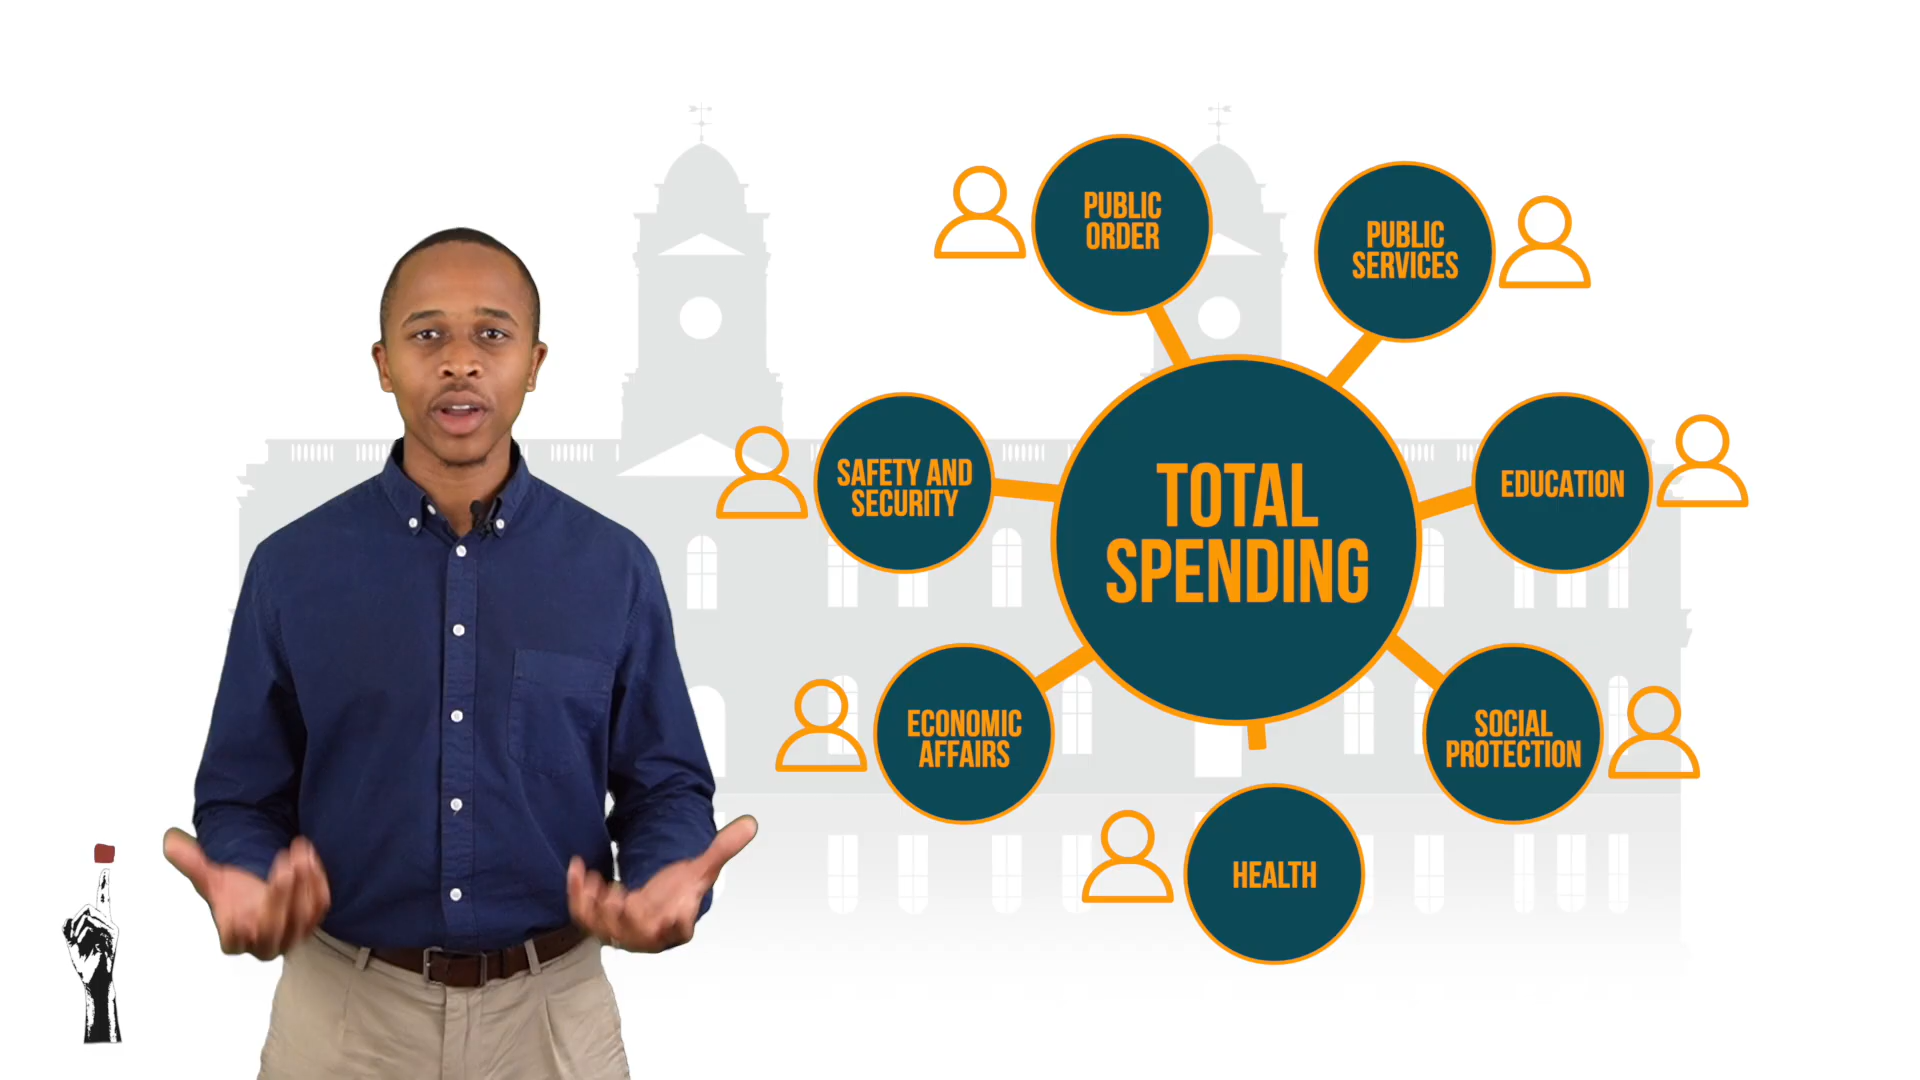 PUBLIC
ORDER
PUBLIC
SERVICES
SAFETY AND
SECURITY
TOTAL
SPENDING
EDUCATION
ECONOMIC
AFFAIRS
SOCIAL
PROTECTION
HEALTH